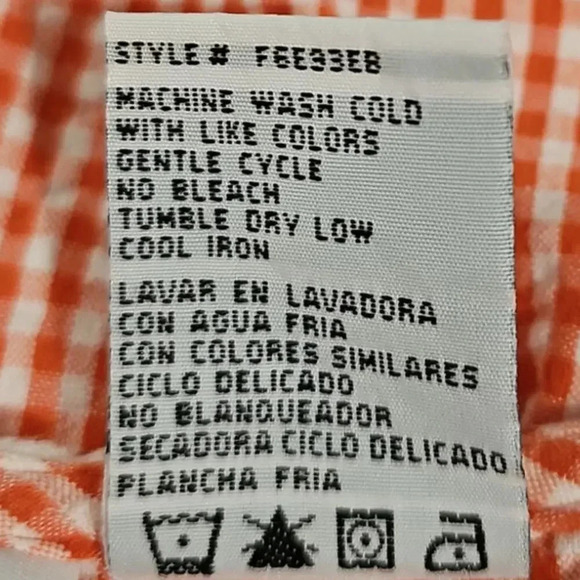 STYLE # F6E93EB
MACHINE WASH COLD
WITH LIKE COLORS
GENTLE CYCLE
NO BLEACH
TUMBLE DRY LOW
COOL IRON
LAVAR EN LAVADORA
CON AGUA FRIA
CON COLORES SIMILARES
CICLO DELICADO
NO BLANQUEADOR
SECADORA CICLO DELICADO
PLANCHA FRIA